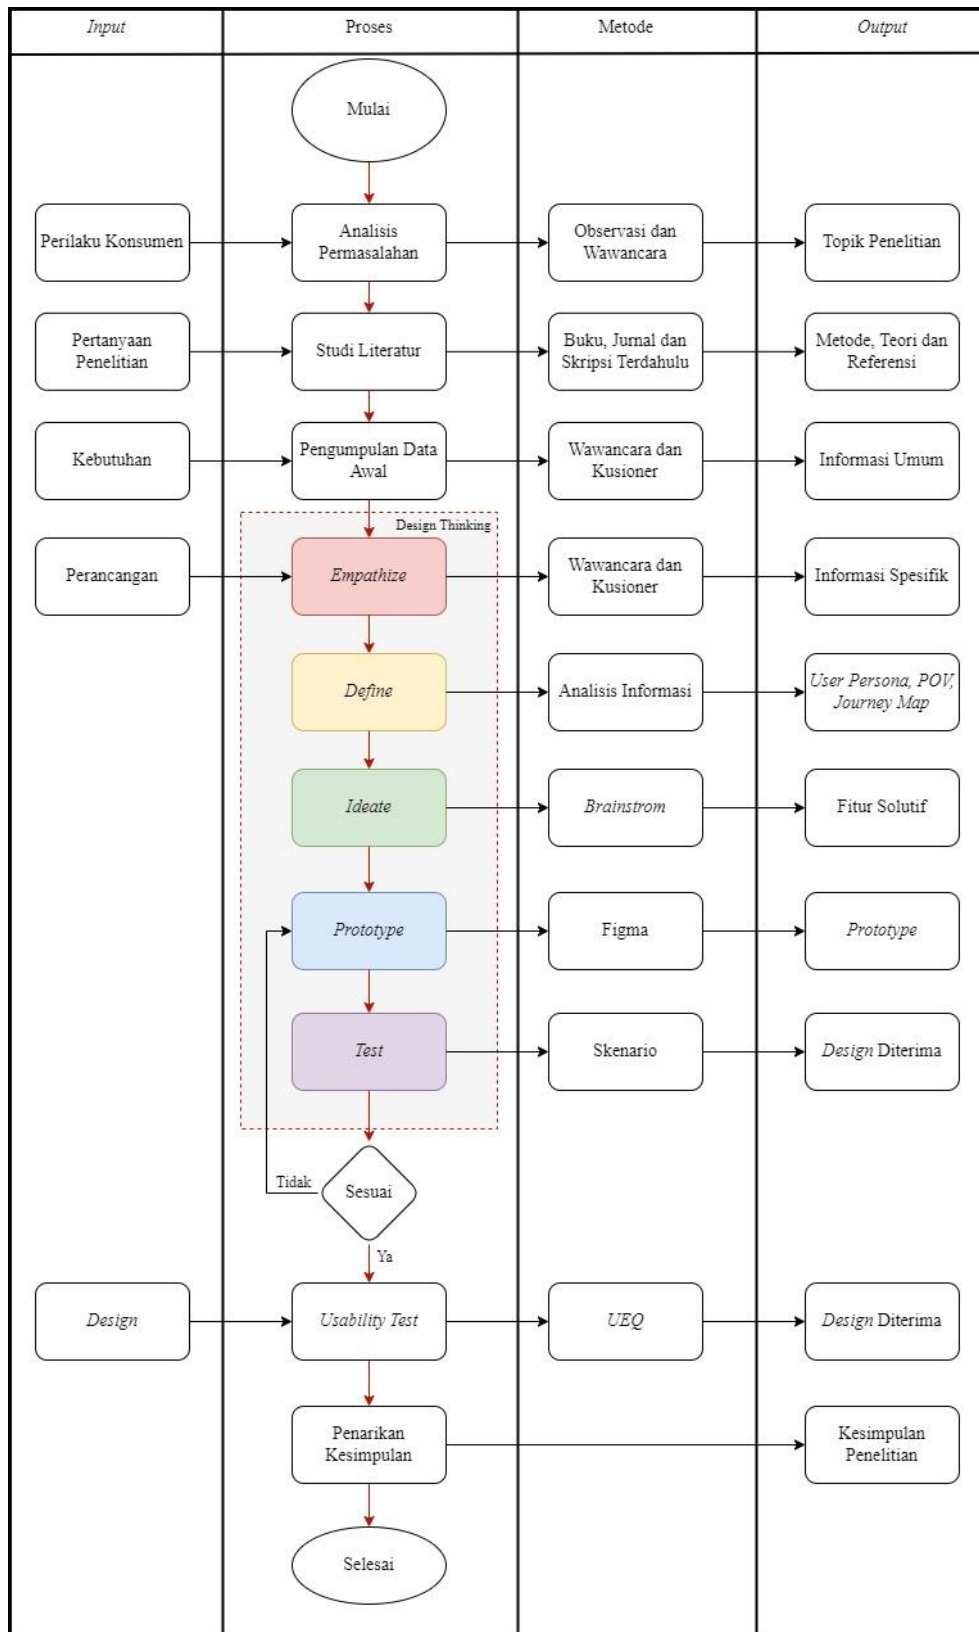 Input
Proses
Metode
Output
Mulai
Perilaku Konsumen
Analisis
Permasalahan
Observasi dan
Wawancara
Topik Penelitian
Pertanyaan
Penelitian
Studi Literatur
Buku, Jurnal dan
Skripsi Terdahulu
Metode, Teori dan
Referensi
Kebutuhan
Pengumpulan Data
Awal
Wawancara dan
Kusioner
Informasi Umum
Design Thinking
Perancangan
Empathize
Wawancara dan
Kusioner
Informasi Spesifik
Define
Analisis Informasi
User Persona, POV,
Journey Map
Ideate
Brainstrom
Fitur Solutif
Prototype
Figma
Prototype
Test
Skenario
Design Diterima
Tidak
Sesuai
Ya
Design
Usability Test
UEQ
Design Diterima
Penarikan
Kesimpulan
Kesimpulan
Penelitian
Selesai